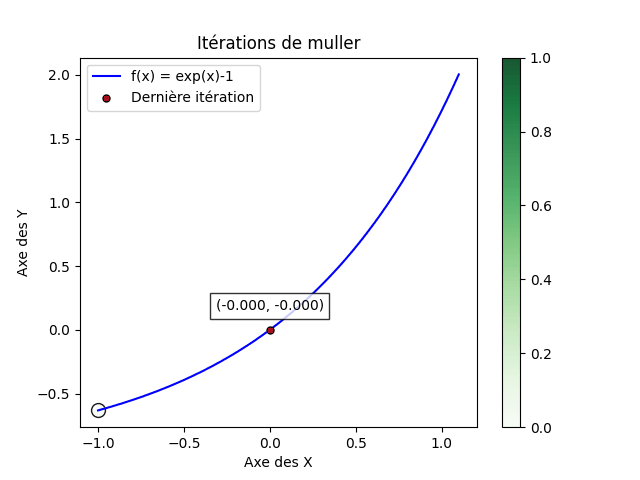 Itérations de muller
f(x) = exp(x)-1
Dernière itération
(-0.000, -0.000)
Axe des Y
2.0
1.5
1.0
0.5
0.0
−0.5
−1.0 −0.5 0.0 0.5 1.0
Axe des X
1.0
0.8
0.6
0.4
0.2
0.0